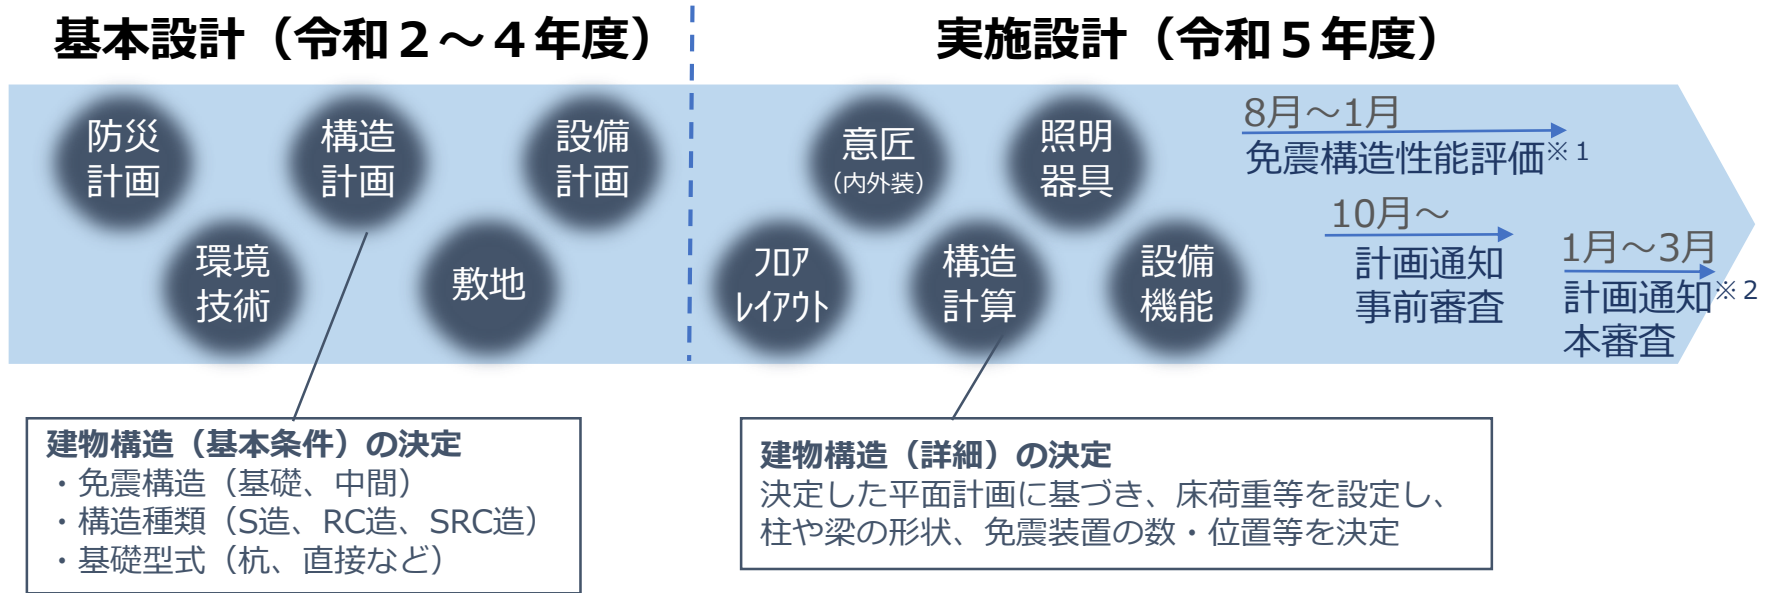 基本設計（令和２～４年度）
実施設計（令和５年度）
防災
計画
構造
計画
設備
計画
環境
技術
敷地
意匠
（内外装）
照明
器具
ﾌﾛｱ
ﾚｲｱｳﾄ
構造
計算
設備
機能
8月～1月
免震構造性能評価※１
10月～
計画通知
事前審査
1月～3月
計画通知※２
本審査
建物構造（基本条件）の決定
・免震構造（基礎、中間）
・構造種類（S造、RC造、SRC造）
・基礎型式（杭、直接など）
建物構造（詳細）の決定
決定した平面計画に基づき、床荷重等を設定し、
柱や梁の形状、免震装置の数・位置等を決定